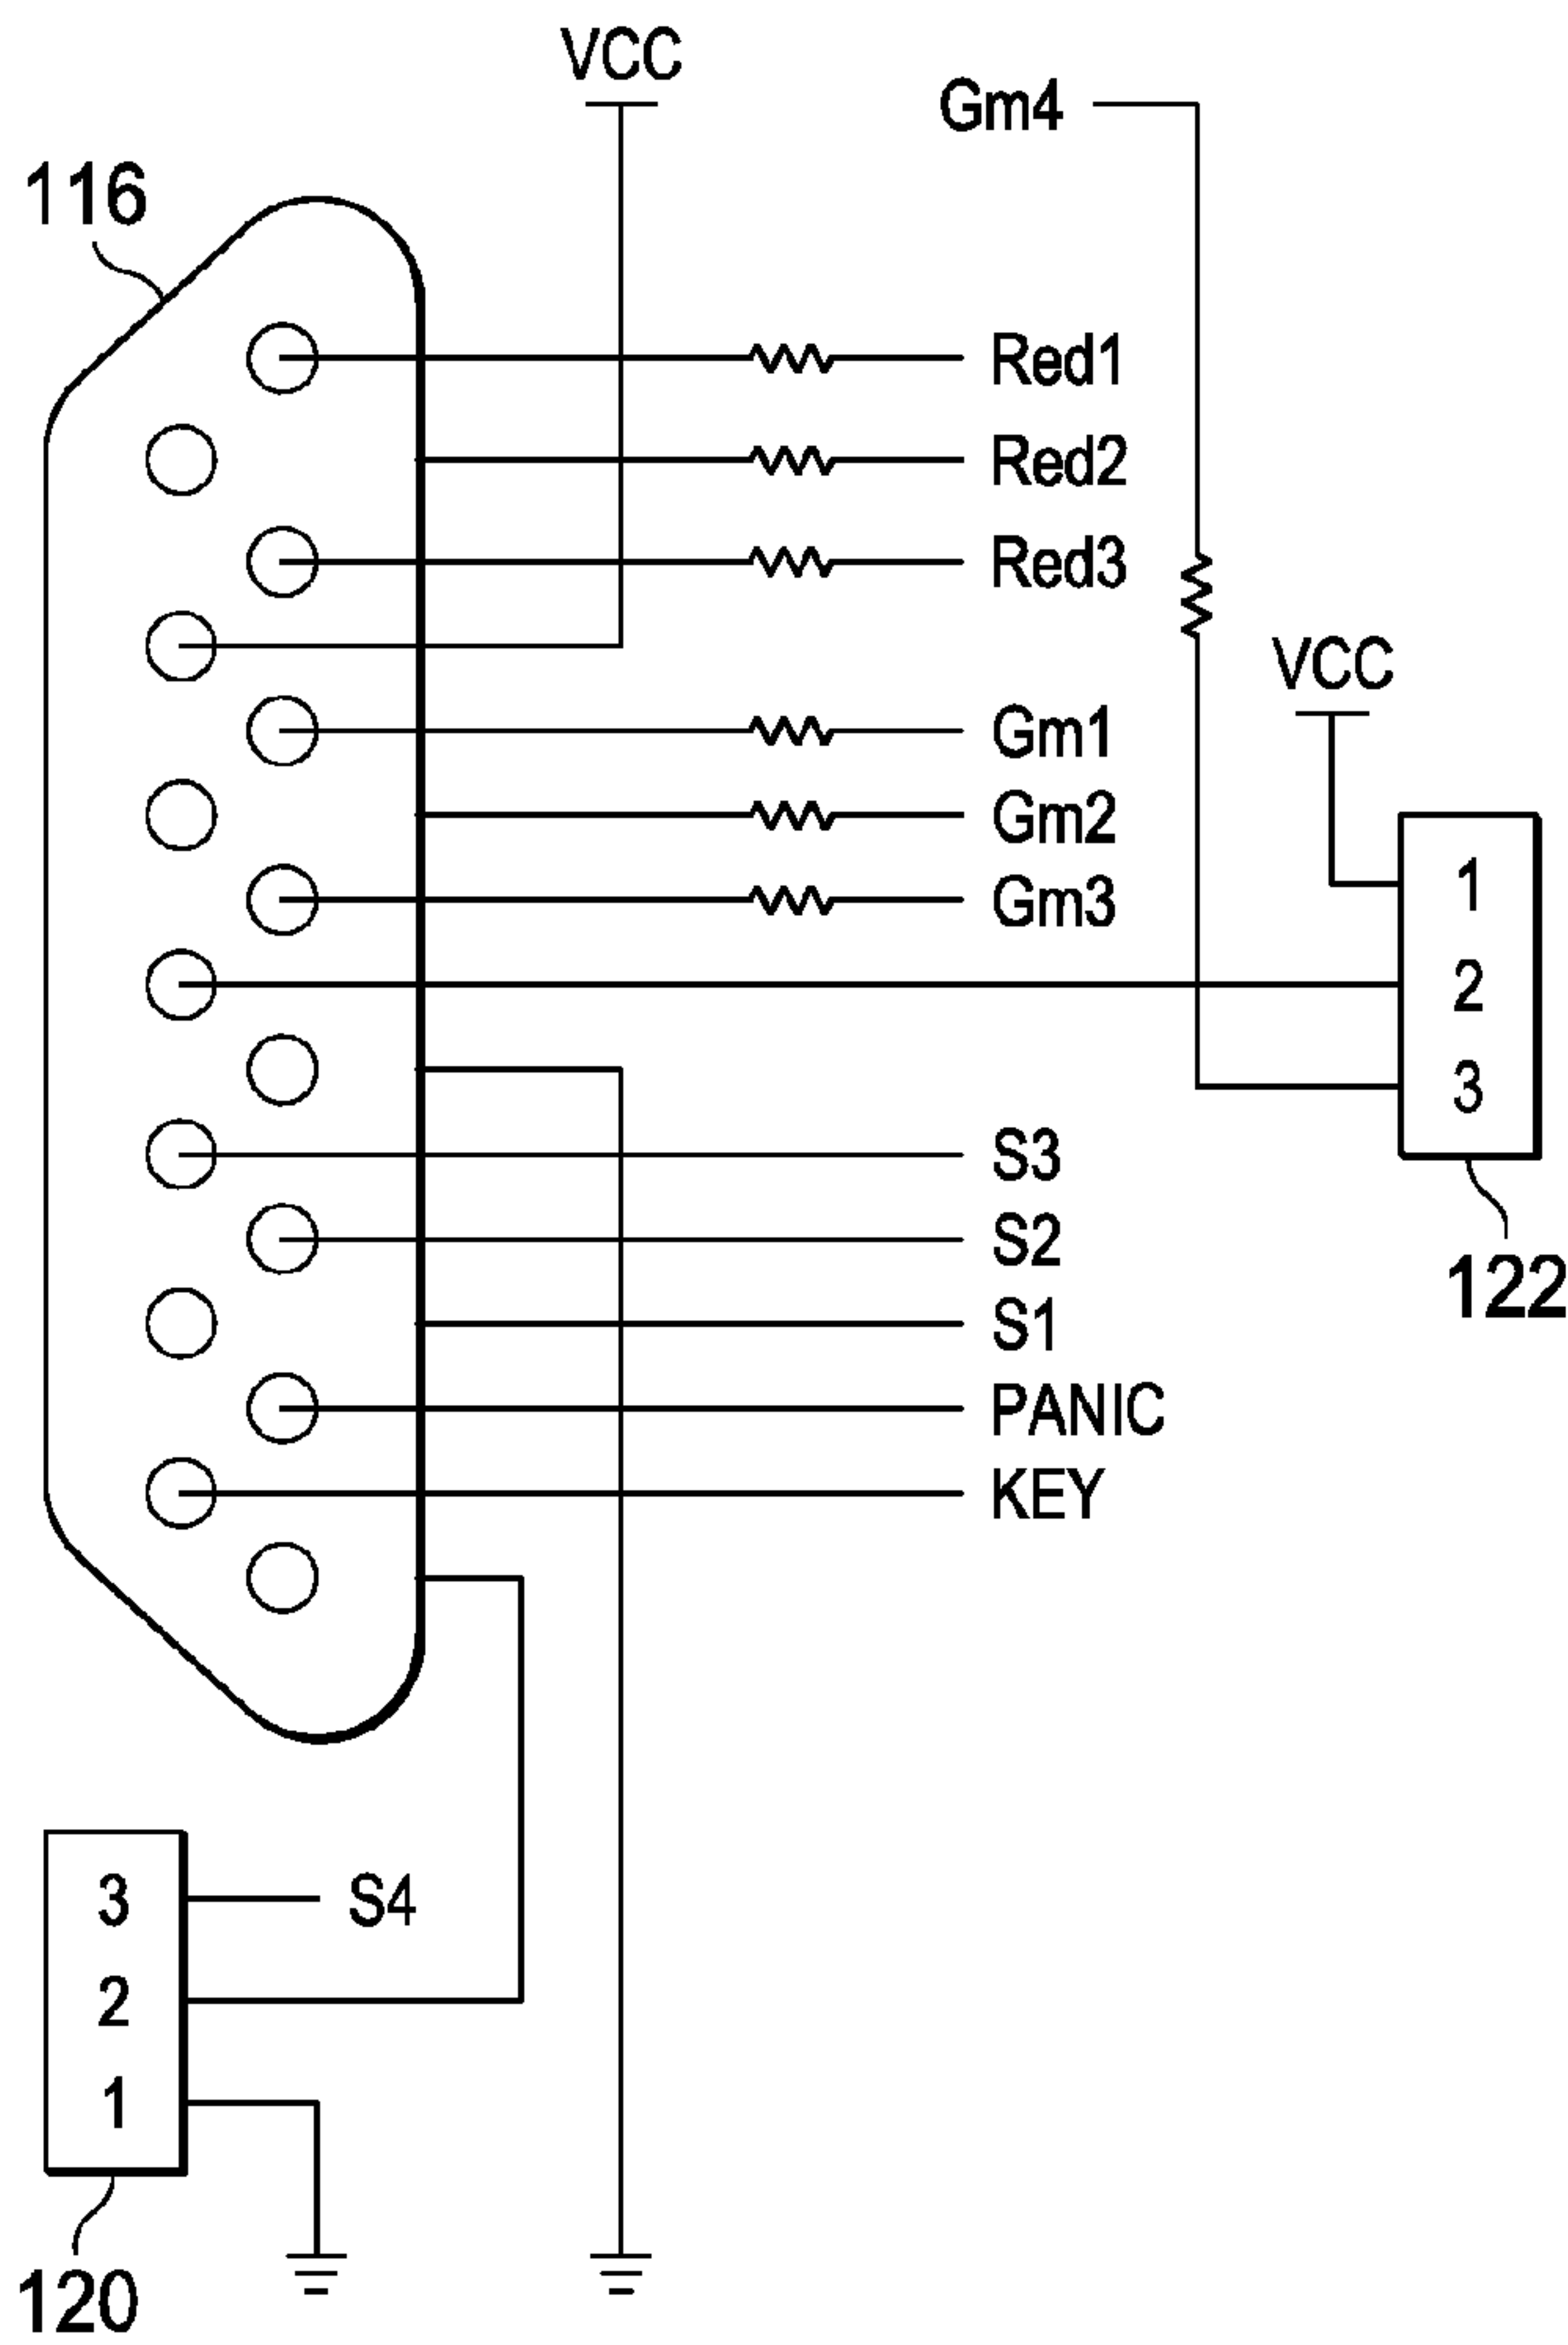 VCC
Gm4
116
Red1
Red2
Red3
VCC
Gm1
Gm2
Gm3
1
2
3
S3
S2
S1
122
PANIC
KEY
3
S4
2
1
120